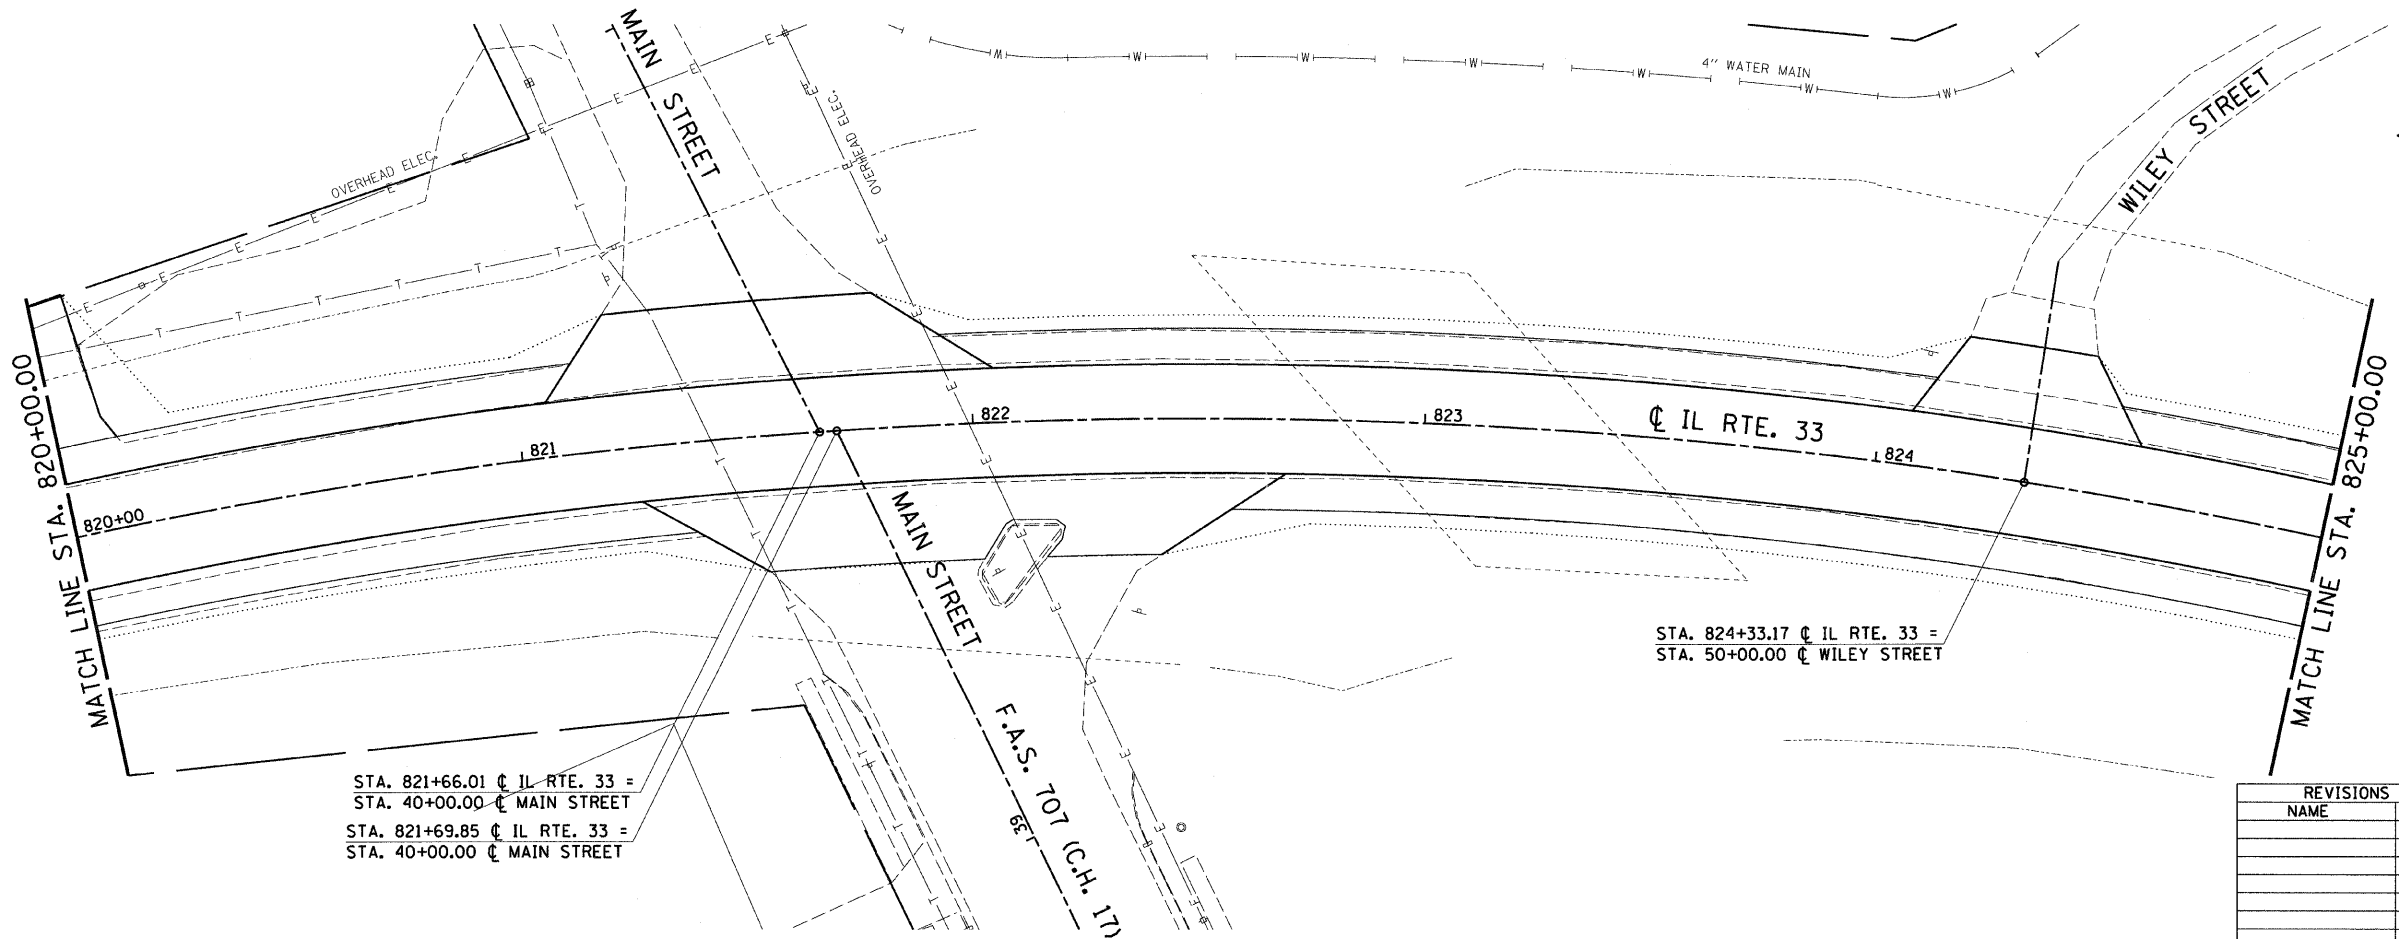 MAIN STREET
4" WATER MAIN
WILEY STREET
OVERHEAD ELEC.
OVERHEAD ELEC.
MATCH LINE STA. 820+00.00
820+00
821
822
823
℄ IL RTE. 33
824
MATCH LINE STA. 825+00.00
MAIN STREET
F.A.S. 707 (C.H. 17)
39
STA. 824+33.17 ℄ IL RTE. 33 =
STA. 50+00.00 ℄ WILEY STREET
STA. 821+66.01 ℄ IL RTE. 33 =
STA. 40+00.00 ℄ MAIN STREET
STA. 821+69.85 ℄ IL RTE. 33 =
STA. 40+00.00 ℄ MAIN STREET
REVISIONS
NAME